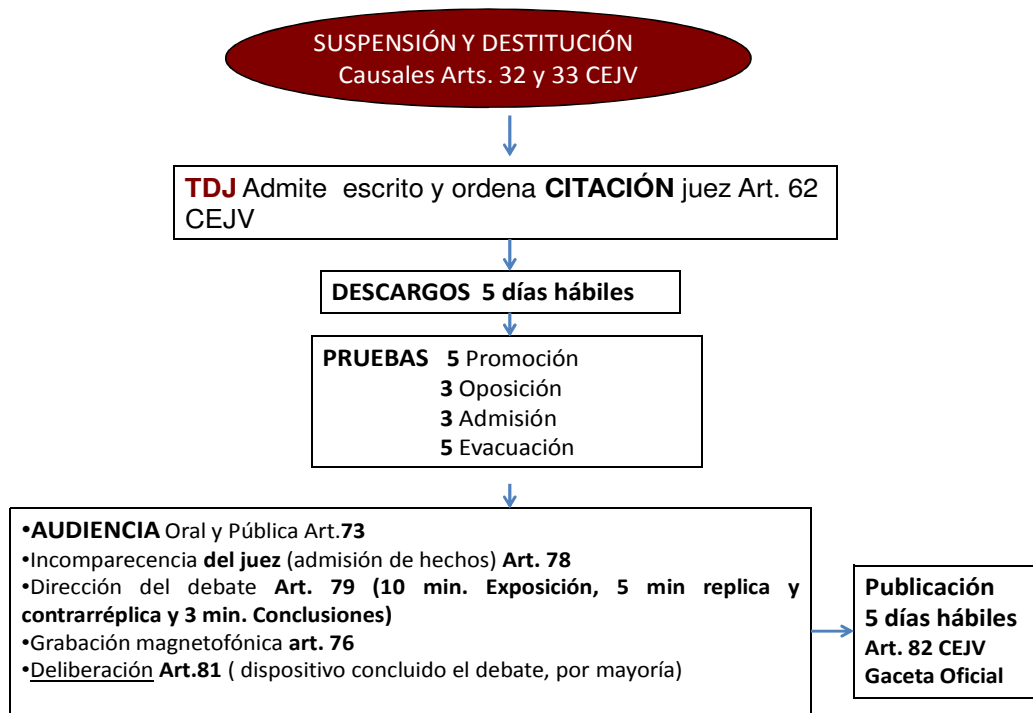 SUSPENSIÓN Y DESTITUCIÓN
Causales Arts. 32 y 33 CEJV
TDJ Admite escrito y ordena CITACIÓN juez Art. 62
CEJV
DESCARGOS 5 días hábiles
PRUEBAS 5 Promoción
3 Oposición
3 Admisión
5 Evacuación
•AUDIENCIA Oral y Pública Art.73
•Incomparecencia del juez (admisión de hechos) Art. 78
•Dirección del debate Art. 79 (10 min. Exposición, 5 min replica y
contrarréplica y 3 min. Conclusiones)
•Grabación magnetofónica art. 76
•Deliberación Art.81 ( dispositivo concluido el debate, por mayoría)
Publicación
5 días hábiles
Art. 82 CEJV
Gaceta Oficial